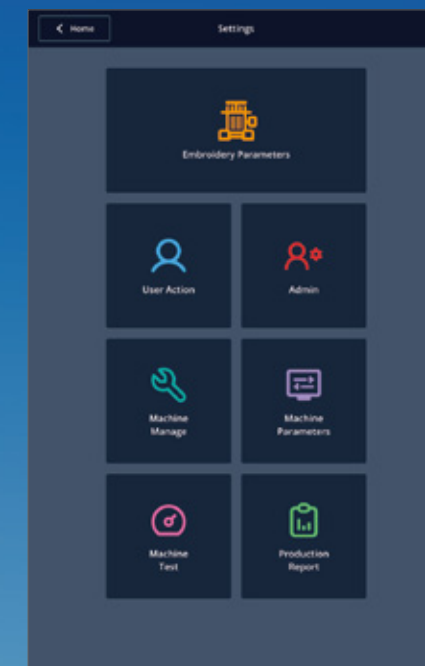 Home
Settings
Embroidery Parameters
User Action
Admin
Machine
Manage
Machine
Parameters
Machine
Test
Production
Report